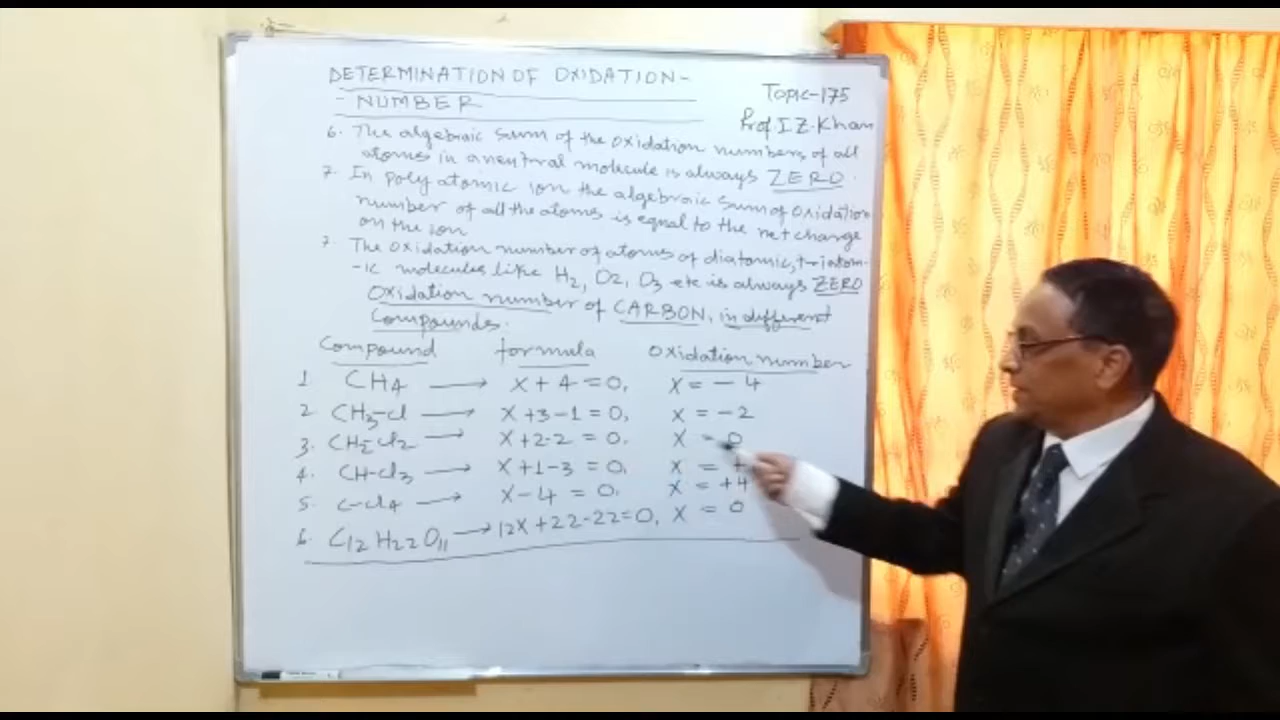 DETERMINATION OF OXIDATION-
- NUMBER
Topic-175
Prof I.Z.Khan
6. The algebraic sum of the oxidation numbers of all
atoms in a neutral molecule is always ZERO.
7. In poly atomic ion the algebraic sum of oxidation
number of all the atoms is equal to the net charge
on the ion
7. The oxidation number of atoms of diatomic, triatom-
-ic molecules like H2, O2, O3 etc is always ZERO
Oxidation number of CARBON, in different
Compounds.
Compound formula Oxidation number
1 CH4 → X + 4 = 0, X = - 4
2. CH3-Cl → X + 3 - 1 = 0, X = - 2
3. CH2-Cl2 → X + 2 - 2 = 0. X = 0
4. CH-Cl3 → X + 1 - 3 = 0, X = +
5. C-Cl4 → X - 4 = 0. X = +4
6. C12 H22 O11 → 12X + 22 - 22 = 0, X = 0